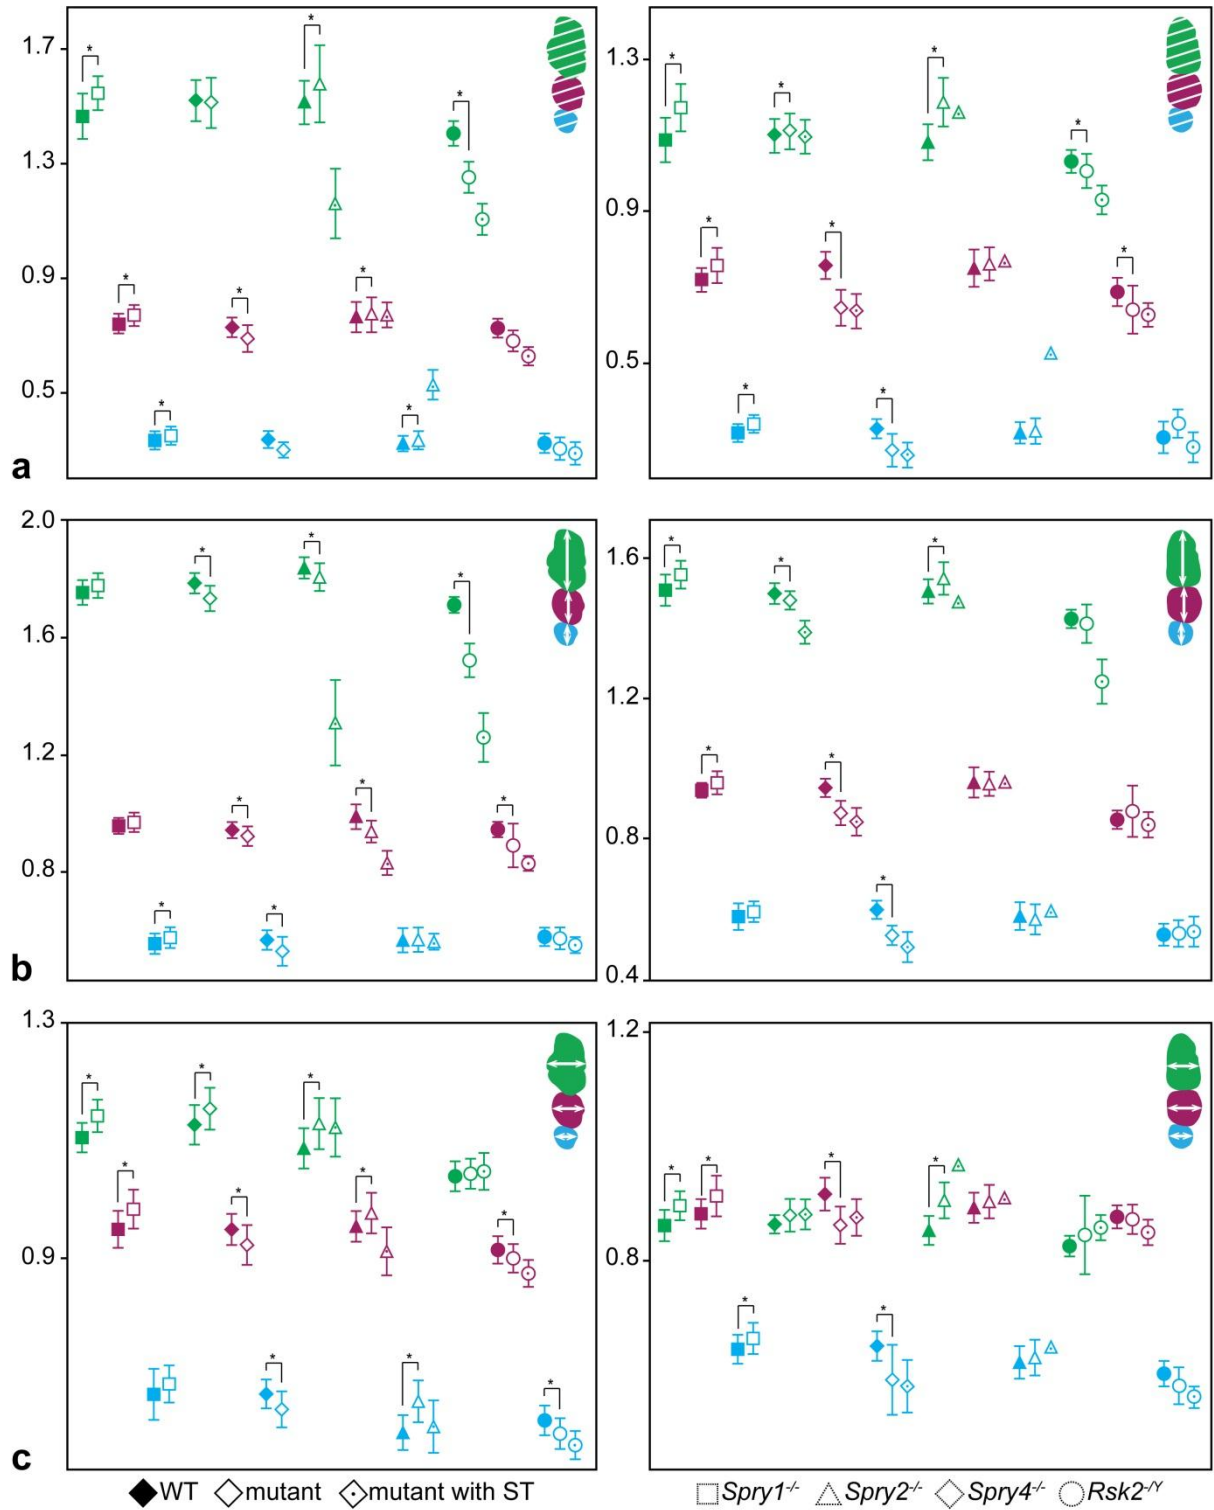 1.7
1.3
0.9
0.5
a
1.3
0.9
0.5
2.0
1.6
1.2
0.8
b
1.6
1.2
0.8
0.4
1.3
0.9
c
1.2
0.8
* * * * * * * * * * * * * * * * * *
* * * * * * * * * * * * * * * * *
* * * * * * * * * * * * * * * * * *
WT mutant mutant with ST
Spry1-/- Spry2-/- Spry4-/- Rsk2-/Y